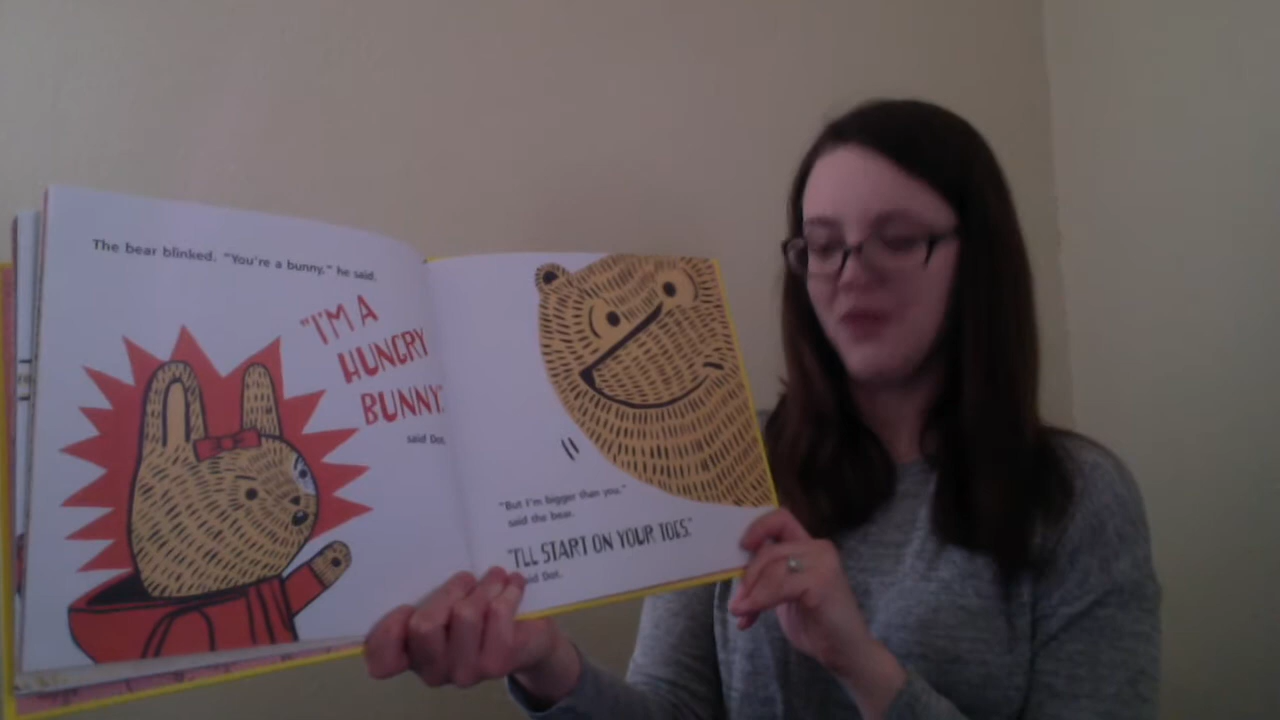 The bear blinked. "You're a bunny," he said.
"I'M A
HUNGRY
BUNNY,"
said Dot.
"But I'm bigger than you,"
said the bear.
"I'LL START ON YOUR TOES,"
said Dot.